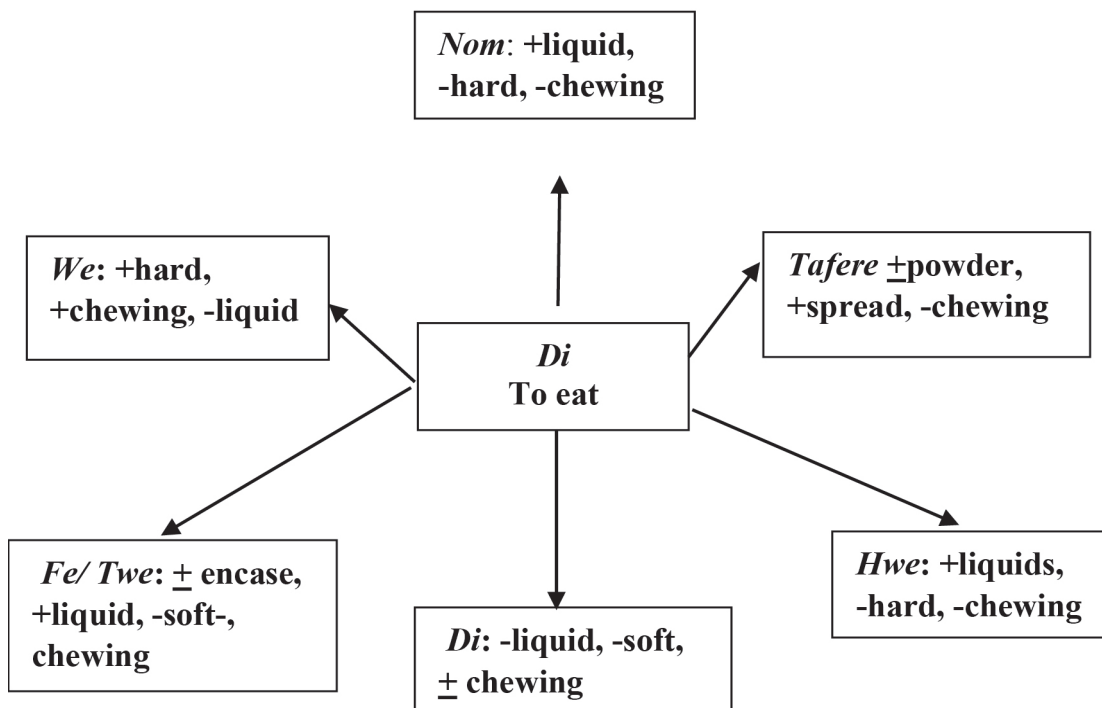 Nom: +liquid,
-hard, -chewing
We: +hard,
+chewing, -liquid
Tafere ±powder,
+spread, -chewing
Di
To eat
Fe/ Twe: ± encase,
+liquid, -soft-,
chewing
Di: -liquid, -soft,
± chewing
Hwe: +liquids,
-hard, -chewing